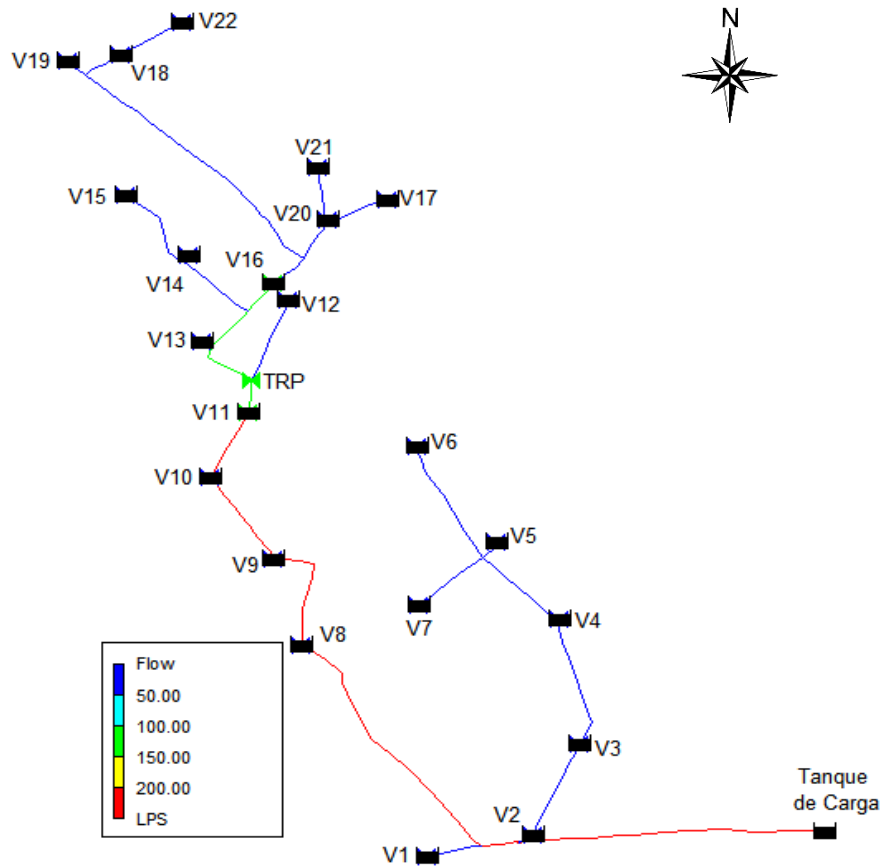 N
V22
V19
V18
V21
V15
V17
V20
V16
V14
V12
V13
TRP
V11
V6
V10
V5
V9
V7
V4
V8
Flow
50.00
100.00
150.00
200.00
LPS
V3
Tanque
de Carga
V2
V1